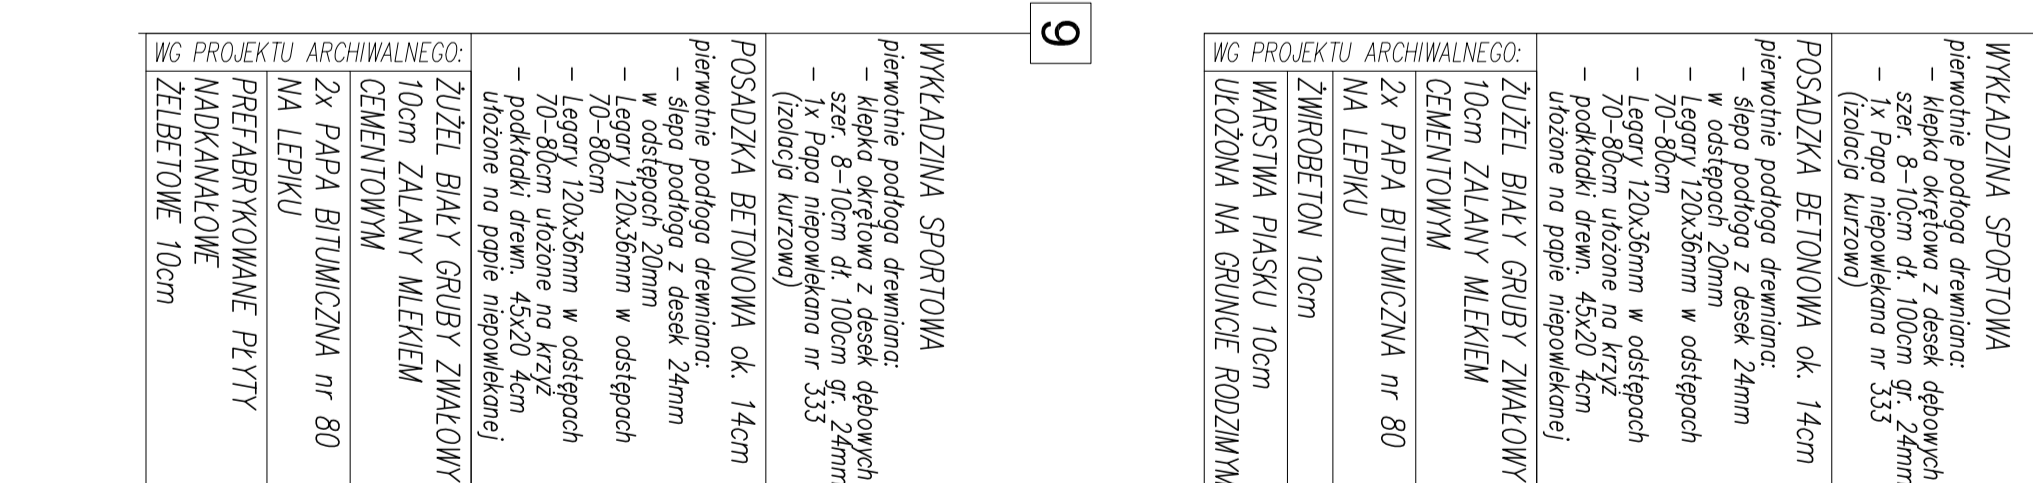 WYKŁADZINA SPORTOWA
pierwotnie podłoga drewniana:
– klepka okrętowa z desek dębowych
szer. 8–10cm dł. 100cm gr. 24mm
– 1x Papa niepowlekana nr 333
(izolacja kurzowa)
POSADZKA BETONOWA ok. 14cm
pierwotnie podłoga drewniana:
– ślepa podłoga z desek 24mm
w odstępach 20mm
– Legary 120x36mm w odstępach
70–80cm
– Legary 120x36mm w odstępach
70–80cm ułożone na krzyż
– podkładki drewn. 45x20 4cm
ułożone na papie niepowlekanej
WG PROJEKTU ARCHIWALNEGO:
ŻUŻEL BIAŁY GRUBY ZWAŁOWY
10cm ZALANY MLEKIEM
CEMENTOWYM
2x PAPA BITUMICZNA nr 80
NA LEPIKU
ŻWIROBETON 10cm
WARSTWA PIASKU 10cm
UŁOŻONA NA GRUNCIE RODZIMYM
9
WYKŁADZINA SPORTOWA
pierwotnie podłoga drewniana:
– klepka okrętowa z desek dębowych
szer. 8–10cm dł. 100cm gr. 24mm
– 1x Papa niepowlekana nr 333
(izolacja kurzowa)
POSADZKA BETONOWA ok. 14cm
pierwotnie podłoga drewniana:
– ślepa podłoga z desek 24mm
w odstępach 20mm
– Legary 120x36mm w odstępach
70–80cm
– Legary 120x36mm w odstępach
70–80cm ułożone na krzyż
– podkładki drewn. 45x20 4cm
ułożone na papie niepowlekanej
WG PROJEKTU ARCHIWALNEGO:
ŻUŻEL BIAŁY GRUBY ZWAŁOWY
10cm ZALANY MLEKIEM
CEMENTOWYM
2x PAPA BITUMICZNA nr 80
NA LEPIKU
PREFABRYKOWANE PŁYTY
NADKANAŁOWE
ŻELBETOWE 10cm